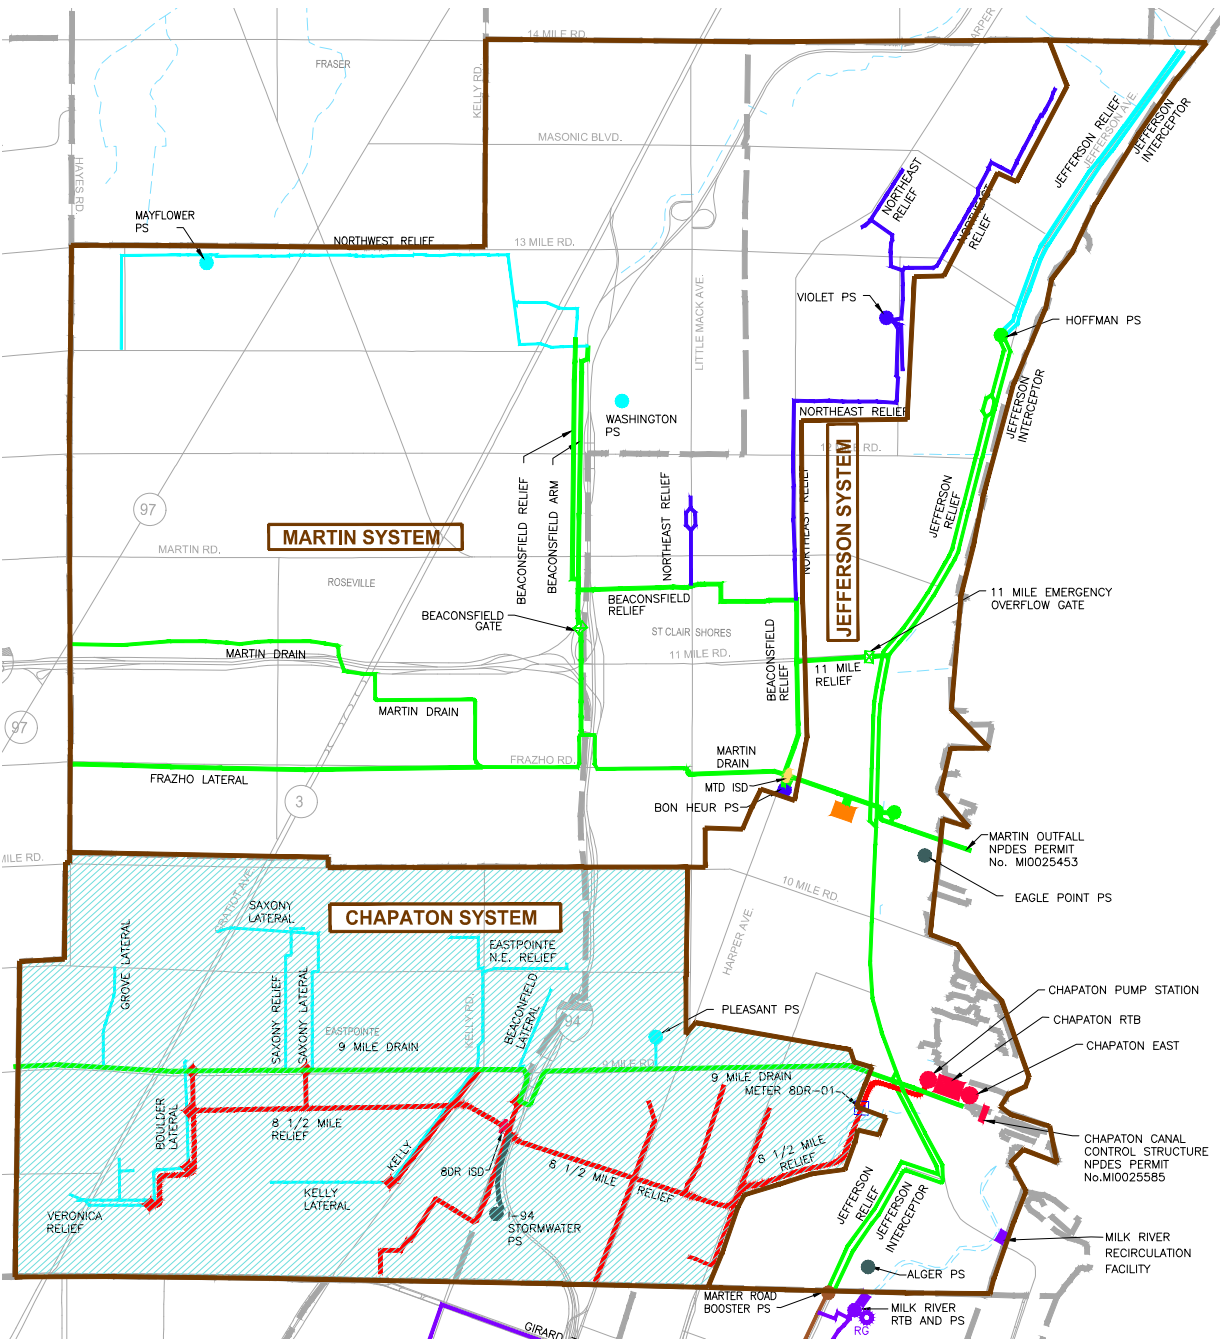 14 MILE RD.
FRASER
KELLY RD.
HARPER
MASONIC BLVD.
HAYES RD.
JEFFERSON RELIEF
JEFFERSON AVE.
JEFFERSON
INTERCEPTOR
NORTHEAST
RELIEF
NORTHEAST
RELIEF
MAYFLOWER
PS
NORTHWEST RELIEF
13 MILE RD.
LITTLE MACK AVE.
VIOLET PS
HOFFMAN PS
JEFFERSON
INTERCEPTOR
WASHINGTON
PS
NORTHEAST RELIEF
12 MILE RD.
JEFFERSON SYSTEM
97
MARTIN SYSTEM
MARTIN RD.
ROSEVILLE
BEACONSFIELD RELIEF
BEACONSFIELD ARM
NORTHEAST RELIEF
NORTHEAST RELIEF
JEFFERSON
RELIEF
BEACONSFIELD
RELIEF
BEACONSFIELD
GATE
11 MILE EMERGENCY
OVERFLOW GATE
ST CLAIR SHORES
11 MILE RD.
MARTIN DRAIN
BEACONSFIELD
RELIEF
11 MILE
RELIEF
97
MARTIN DRAIN
FRAZHO RD.
MARTIN
DRAIN
FRAZHO LATERAL
MTD ISD
BON HEUR PS
3
MARTIN OUTFALL
NPDES PERMIT
No. MI0025453
MILE RD.
EAGLE POINT PS
10 MILE RD.
GRATIOT AVE.
SAXONY
LATERAL
CHAPATON SYSTEM
GROVE LATERAL
EASTPOINTE
N.E. RELIEF
HARPER AVE.
SAXONY RELIEF
SAXONY LATERAL
KELLY RD.
BEACONFIELD
LATERAL
94
PLEASANT PS
CHAPATON PUMP STATION
CHAPATON RTB
CHAPATON EAST
EASTPOINTE
9 MILE DRAIN
9 MILE RD.
9 MILE DRAIN
METER 8DR-01
BOULDER
LATERAL
8 1/2 MILE
RELIEF
KELLY
8DR ISD
8 1/2 MILE RELIEF
8 1/2 MILE
RELIEF
CHAPATON CANAL
CONTROL STRUCTURE
NPDES PERMIT
No.MI0025585
KELLY
LATERAL
VERONICA
RELIEF
I-94
STORMWATER
PS
JEFFERSON
RELIEF
JEFFERSON
INTERCEPTOR
MILK RIVER
RECIRCULATION
FACILITY
ALGER PS
MARTER ROAD
BOOSTER PS
MILK RIVER
RTB AND PS
RG
GIRARD